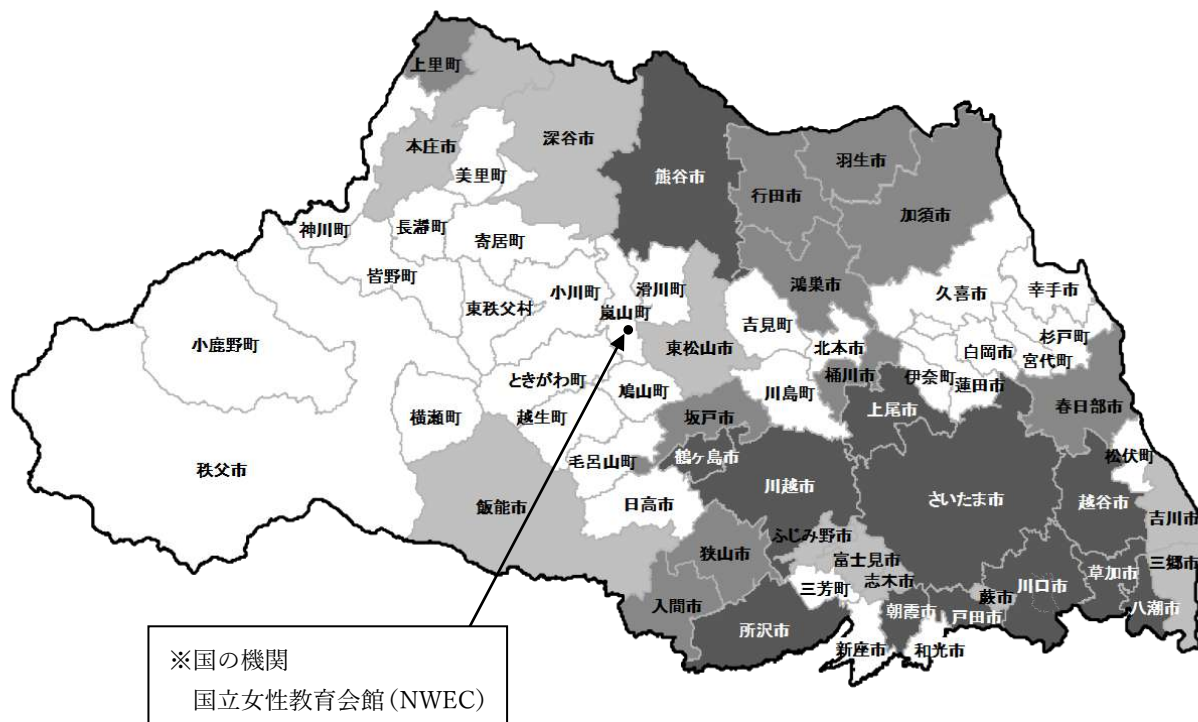 上里町
本庄市
深谷市
美里町
熊谷市
羽生市
行田市
加須市
神川町
長瀞町
寄居町
皆野町
小川町
滑川町
鴻巣市
久喜市
幸手市
東秩父村
嵐山町
吉見町
杉戸町
小鹿野町
東松山市
北本市
白岡市
宮代町
ときがわ町
鳩山町
川島町
桶川市
伊奈町
蓮田市
横瀬町
越生町
坂戸市
上尾市
春日部市
秩父市
毛呂山町
鶴ヶ島市
松伏町
飯能市
日高市
川越市
さいたま市
越谷市
吉川市
狭山市
ふじみ野市
富士見市
志木市
三郷市
入間市
三芳町
川口市
草加市
所沢市
朝霞市
戸田市
蕨市
八潮市
新座市
和光市
※国の機関
国立女性教育会館(NWEC)